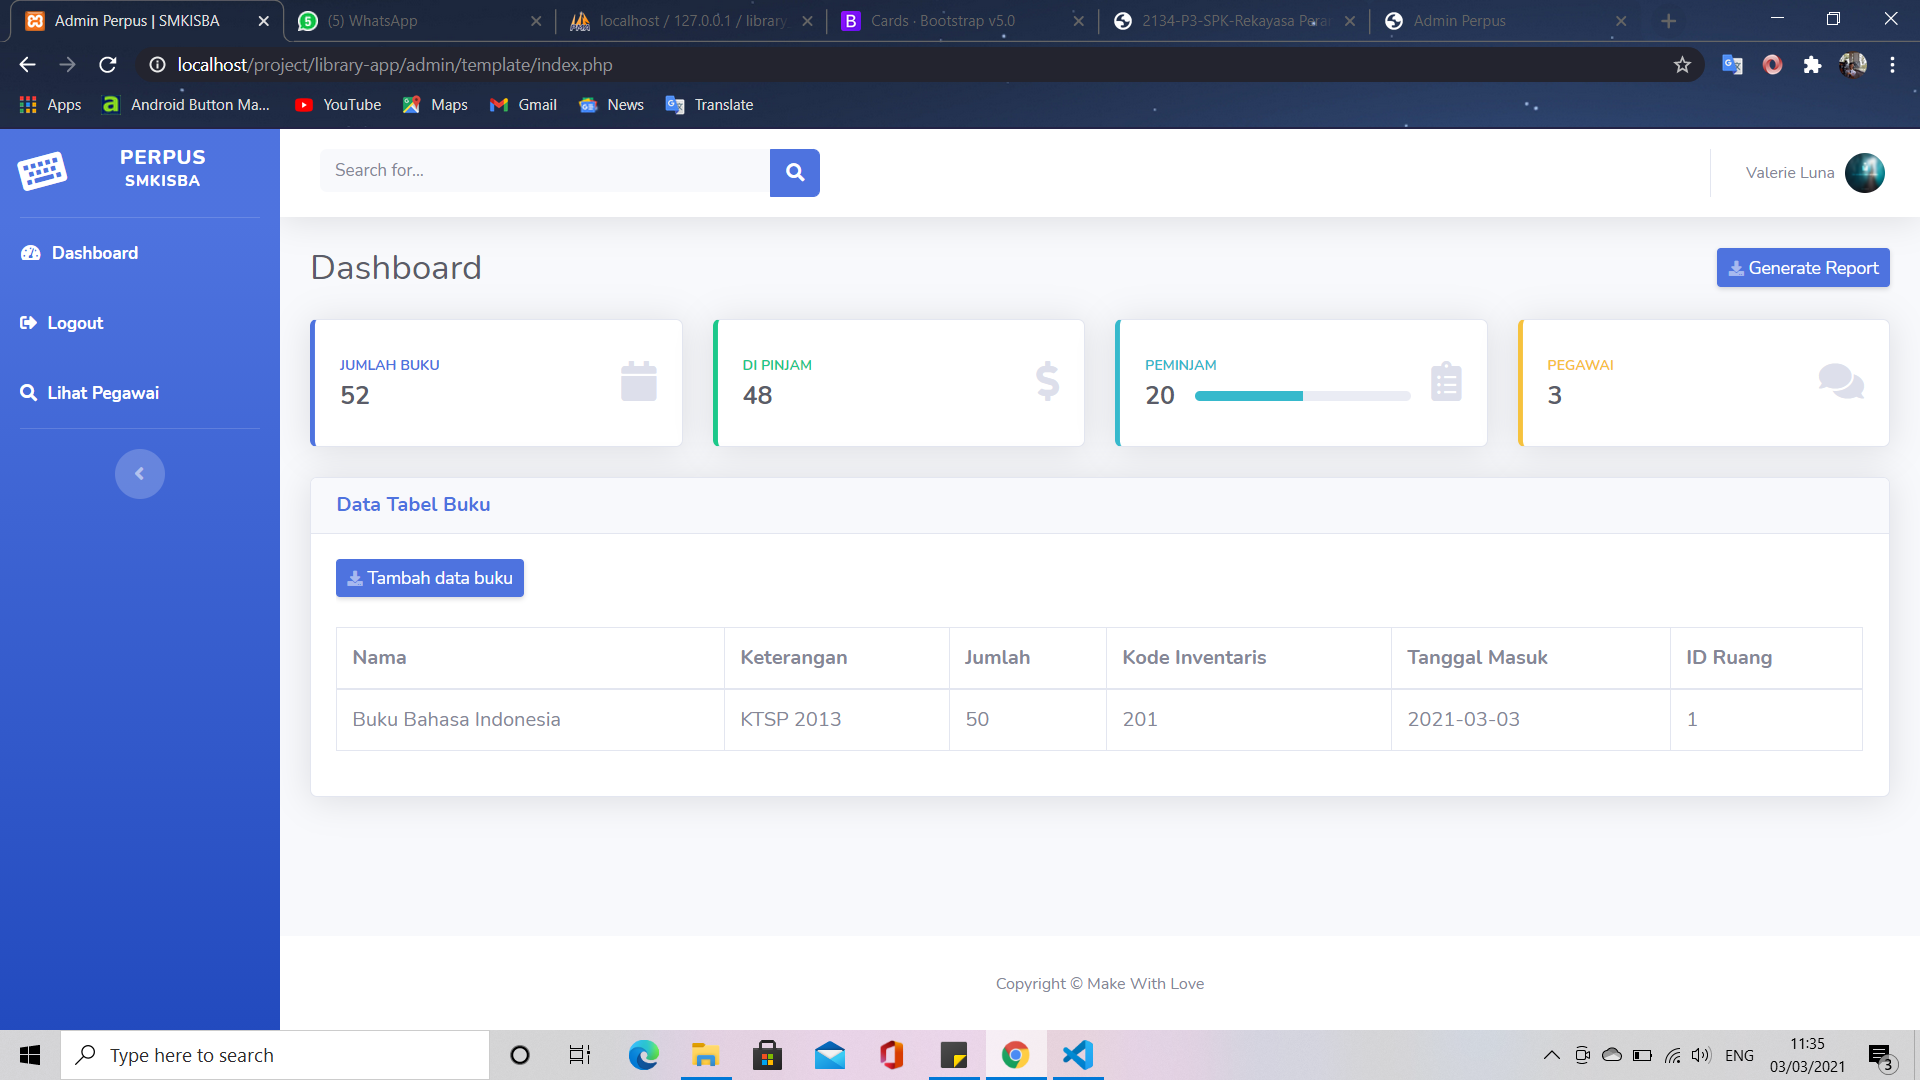 Admin Perpus | SMKISBA
(5) WhatsApp
localhost / 127.0.0.1 / library
Cards · Bootstrap v5.0
2134-P3-SPK-Rekayasa Pera
Admin Perpus
localhost/project/library-app/admin/template/index.php
Apps
Android Button Ma...
YouTube
Maps
Gmail
News
Translate
PERPUS
SMKISBA
Search for...
Valerie Luna
Dashboard
Logout
Lihat Pegawai
Dashboard
Generate Report
JUMLAH BUKU
52
DI PINJAM
48
PEMINJAM
20
PEGAWAI
3
Data Tabel Buku
Tambah data buku
Nama Keterangan Jumlah Kode Inventaris Tanggal Masuk ID Ruang
Buku Bahasa Indonesia KTSP 2013 50 201 2021-03-03 1
Copyright © Make With Love
Type here to search
ENG
11:35
03/03/2021
3